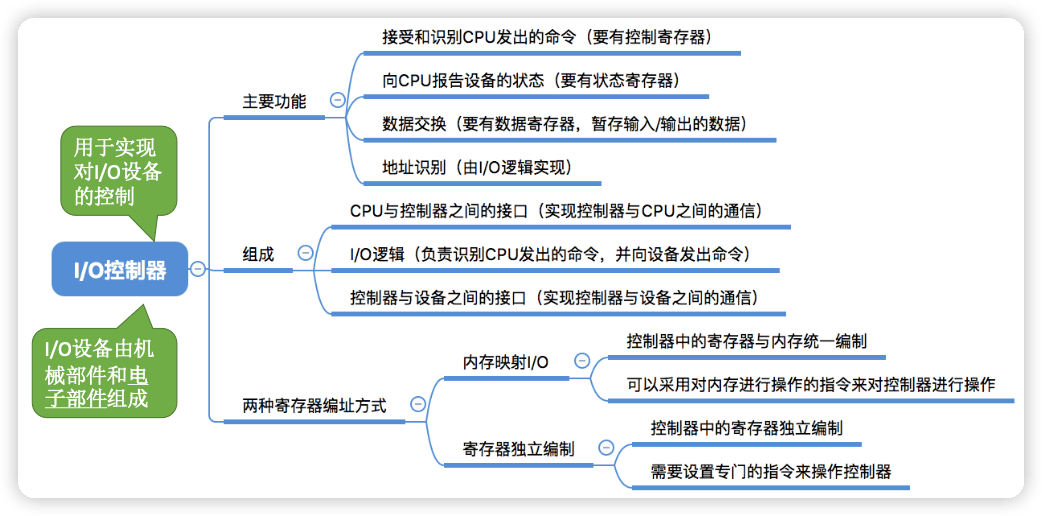 用于实现
对I/O设备
的控制
I/O控制器
I/O设备由机
械部件和电
子部件组成
主要功能
接受和识别CPU发出的命令（要有控制寄存器）
向CPU报告设备的状态（要有状态寄存器）
数据交换（要有数据寄存器，暂存输入/输出的数据）
地址识别（由I/O逻辑实现）
组成
CPU与控制器之间的接口（实现控制器与CPU之间的通信）
I/O逻辑（负责识别CPU发出的命令，并向设备发出命令）
控制器与设备之间的接口（实现控制器与设备之间的通信）
两种寄存器编址方式
内存映射I/O
控制器中的寄存器与内存统一编制
可以采用对内存进行操作的指令来对控制器进行操作
寄存器独立编制
控制器中的寄存器独立编制
需要设置专门的指令来操作控制器